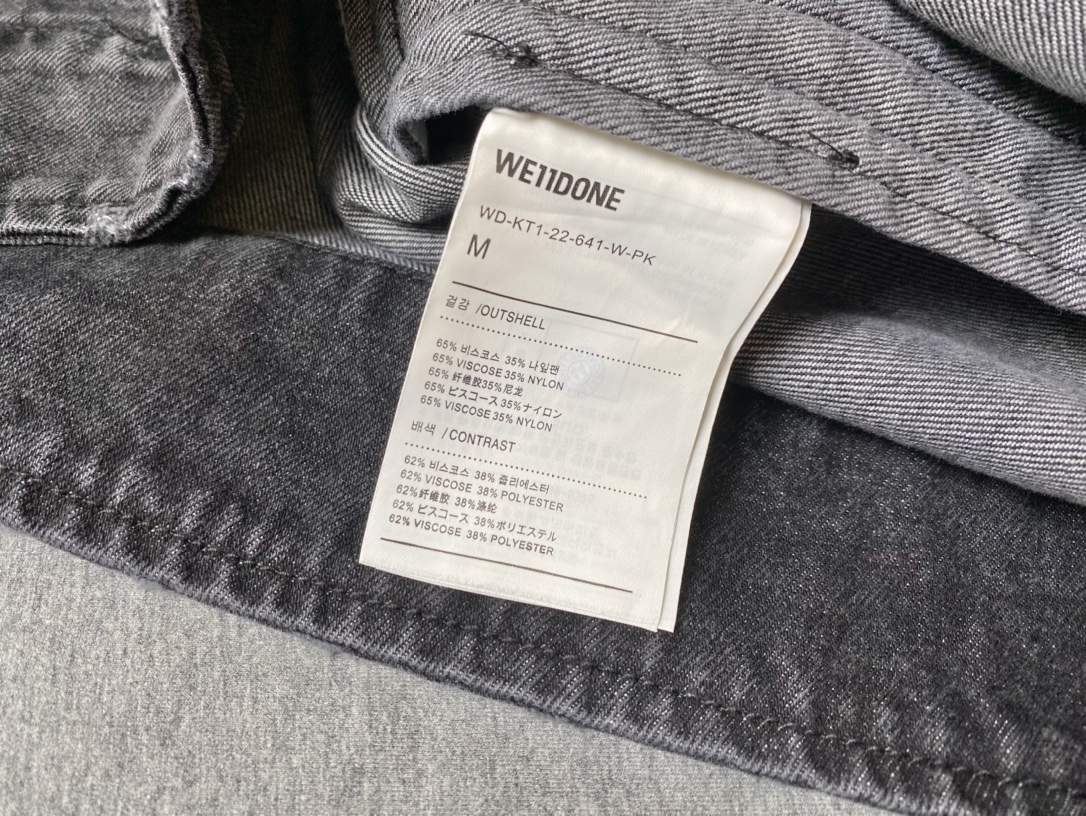 WE11DONE
WD-KT1-22-641-W-PK
M
겉감 /OUTSHELL
65% 비스코스 35% 나일팬
65% VISCOSE 35% NYLON
65% 纤维胶35%尼龙
65% ビスコース 35%ナイロン
65% VISCOSE 35% NYLON
배색 /CONTRAST
62% 비스코스 38% 폴리에스터
62% VISCOSE 38% POLYESTER
62%纤维胶 38%涤纶
62% ビスコース 38%ポリエステル
62% VISCOSE 38% POLYESTER